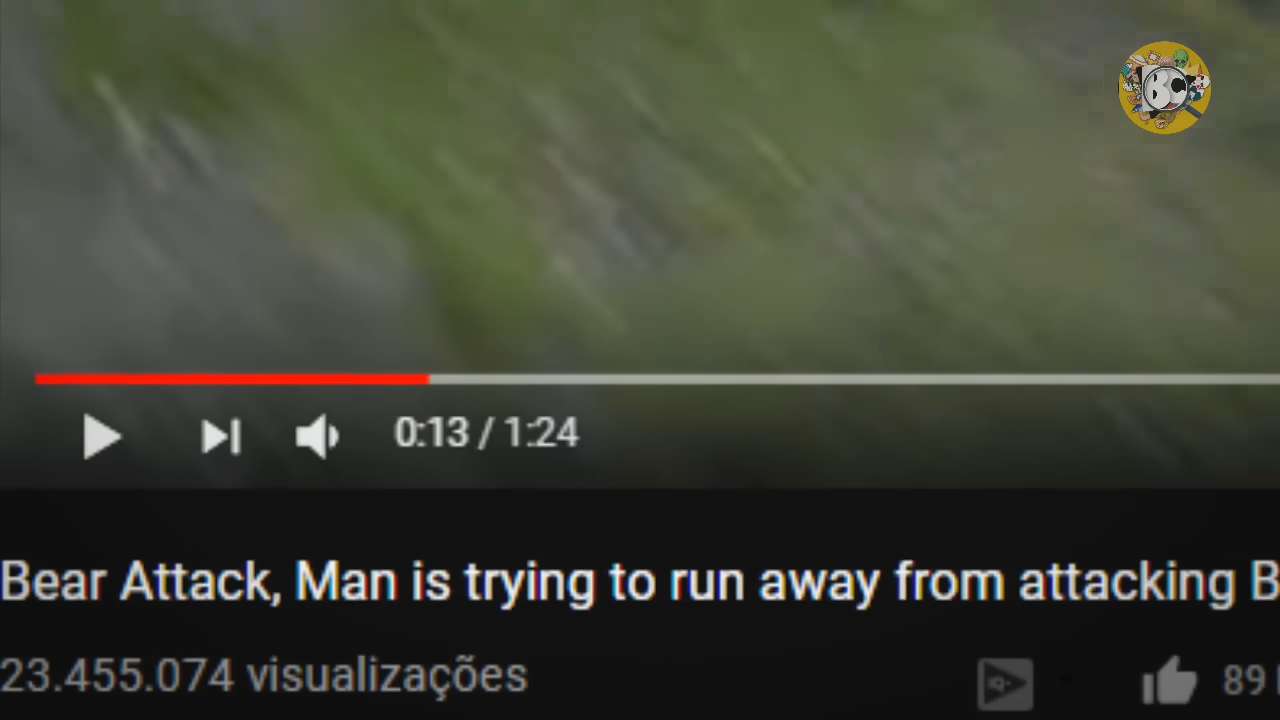 BC
0:13 / 1:24
Bear Attack, Man is trying to run away from attacking B
23.455.074 visualizações
89